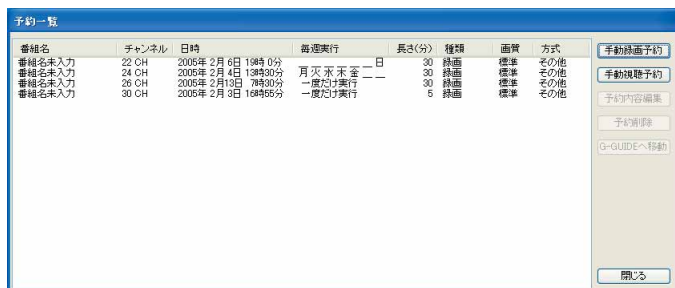 予約一覧
番組名 チャンネル 日時 毎週実行 長さ(分) 種類 画質 方式
番組名未入力 22 CH 2005年 2月 6日 19時 0分 _ _ _ _ _ _ 日 30 録画 標準 その他
番組名未入力 24 CH 2005年 2月 4日 13時30分 月 火 水 木 金 _ _ 30 録画 標準 その他
番組名未入力 26 CH 2005年 2月13日 7時30分 一度だけ実行 30 録画 標準 その他
番組名未入力 30 CH 2005年 2月 3日 16時55分 一度だけ実行 5 録画 標準 その他
手動録画予約
手動視聴予約
予約内容編集
予約削除
G-GUIDEへ移動
閉じる